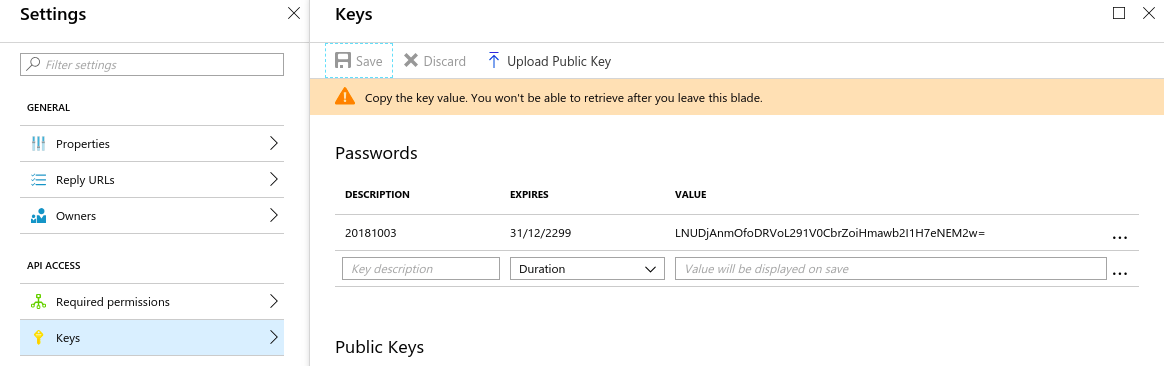 Settings
Filter settings
GENERAL
Properties
Reply URLs
Owners
API ACCESS
Required permissions
Keys
Keys
Save Discard Upload Public Key
Copy the key value. You won't be able to retrieve after you leave this blade.
Passwords
DESCRIPTION EXPIRES VALUE
20181003 31/12/2299 LNUDjAnmOfoDRVoL291V0CbrZoiHmawb2I1H7eNEM2w=
Key description Duration Value will be displayed on save
Public Keys